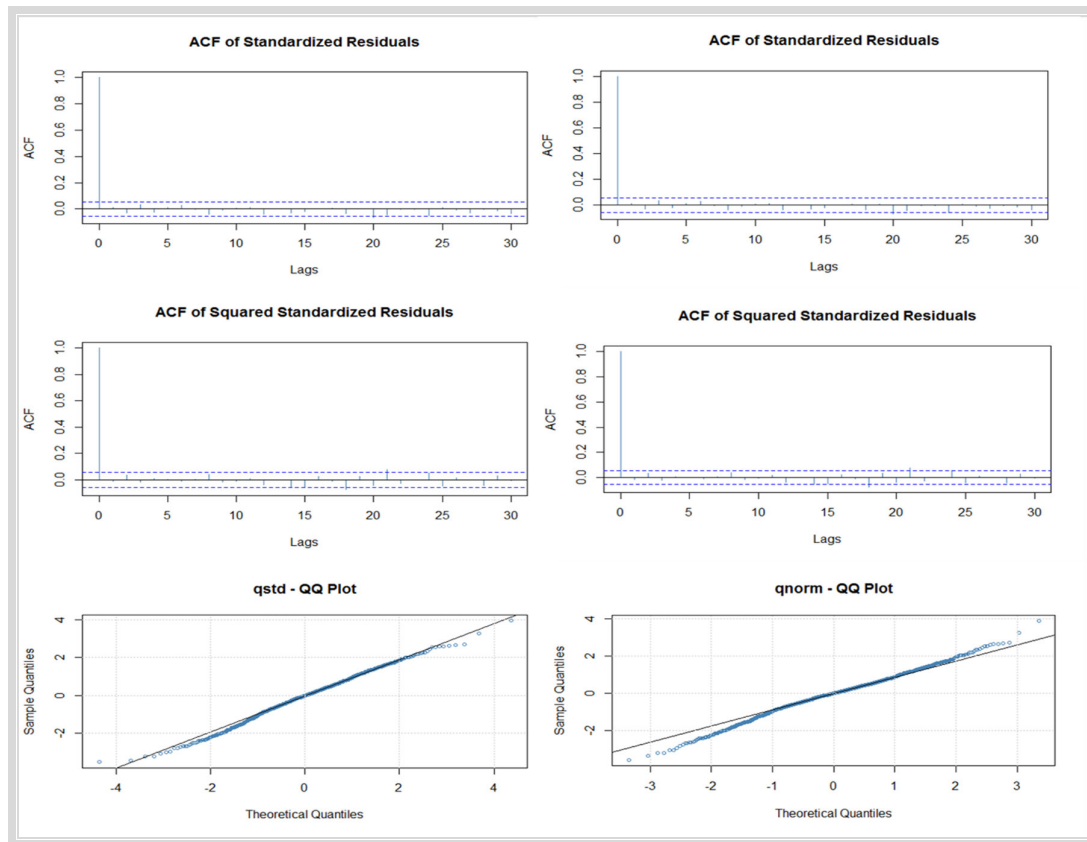 ACF of Standardized Residuals
ACF
1.0
0.8
0.6
0.4
0.2
0.0
0 5 10 15 20 25 30
Lags
ACF of Standardized Residuals
ACF
1.0
0.8
0.6
0.4
0.2
0.0
0 5 10 15 20 25 30
Lags
ACF of Squared Standardized Residuals
ACF
1.0
0.8
0.6
0.4
0.2
0.0
0 5 10 15 20 25 30
Lags
ACF of Squared Standardized Residuals
ACF
1.0
0.8
0.6
0.4
0.2
0.0
0 5 10 15 20 25 30
Lags
qstd - QQ Plot
Sample Quantiles
4
2
0
-2
-4 -2 0 2 4
Theoretical Quantiles
qnorm - QQ Plot
Sample Quantiles
4
2
0
-2
-3 -2 -1 0 1 2 3
Theoretical Quantiles